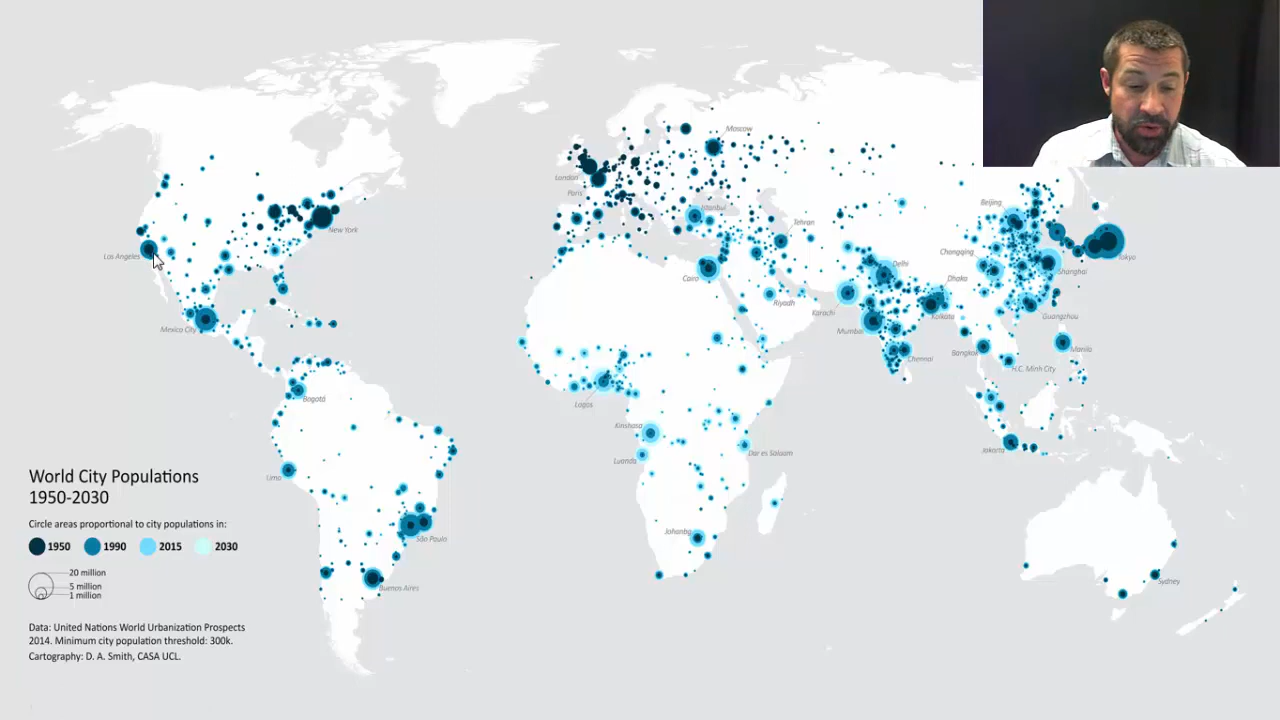 Moscow
London
Paris
Istanbul
Beijing
New York
Tehran
Los Angeles
Chongqing
Tokyo
Delhi
Shanghai
Cairo
Dhaka
Riyadh
Karachi
Kolkata
Guangzhou
Mexico City
Mumbai
Manila
Bangkok
Chennai
H.C. Minh City
Bogotá
Lagos
Kinshasa
Jakarta
Dar es Salaam
Luanda
Lima
World City Populations
1950-2030
Circle areas proportional to city populations in:
1950 1990 2015 2030
Johanbg
São Paulo
20 million
5 million
1 million
Buenos Aires
Sydney
Data: United Nations World Urbanization Prospects
2014. Minimum city population threshold: 300k.
Cartography: D. A. Smith, CASA UCL.